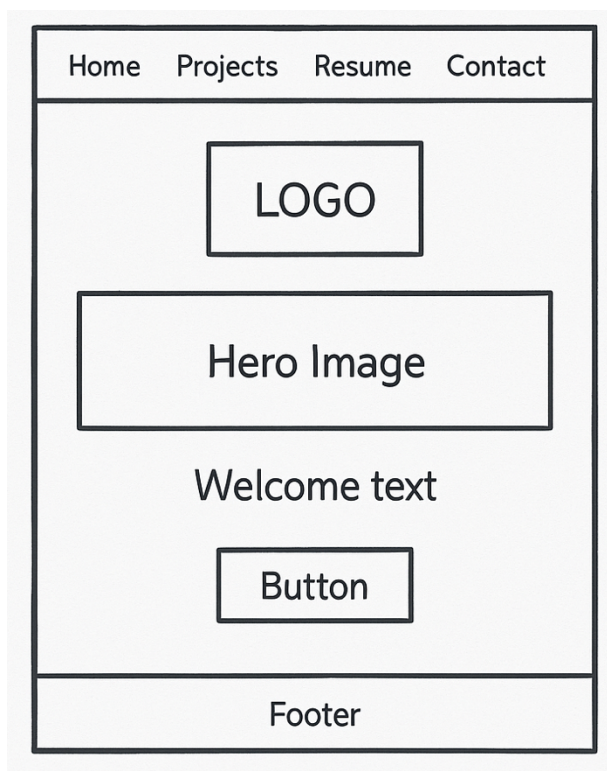 Home Projects Resume Contact
LOGO
Hero Image
Welcome text
Button
Footer